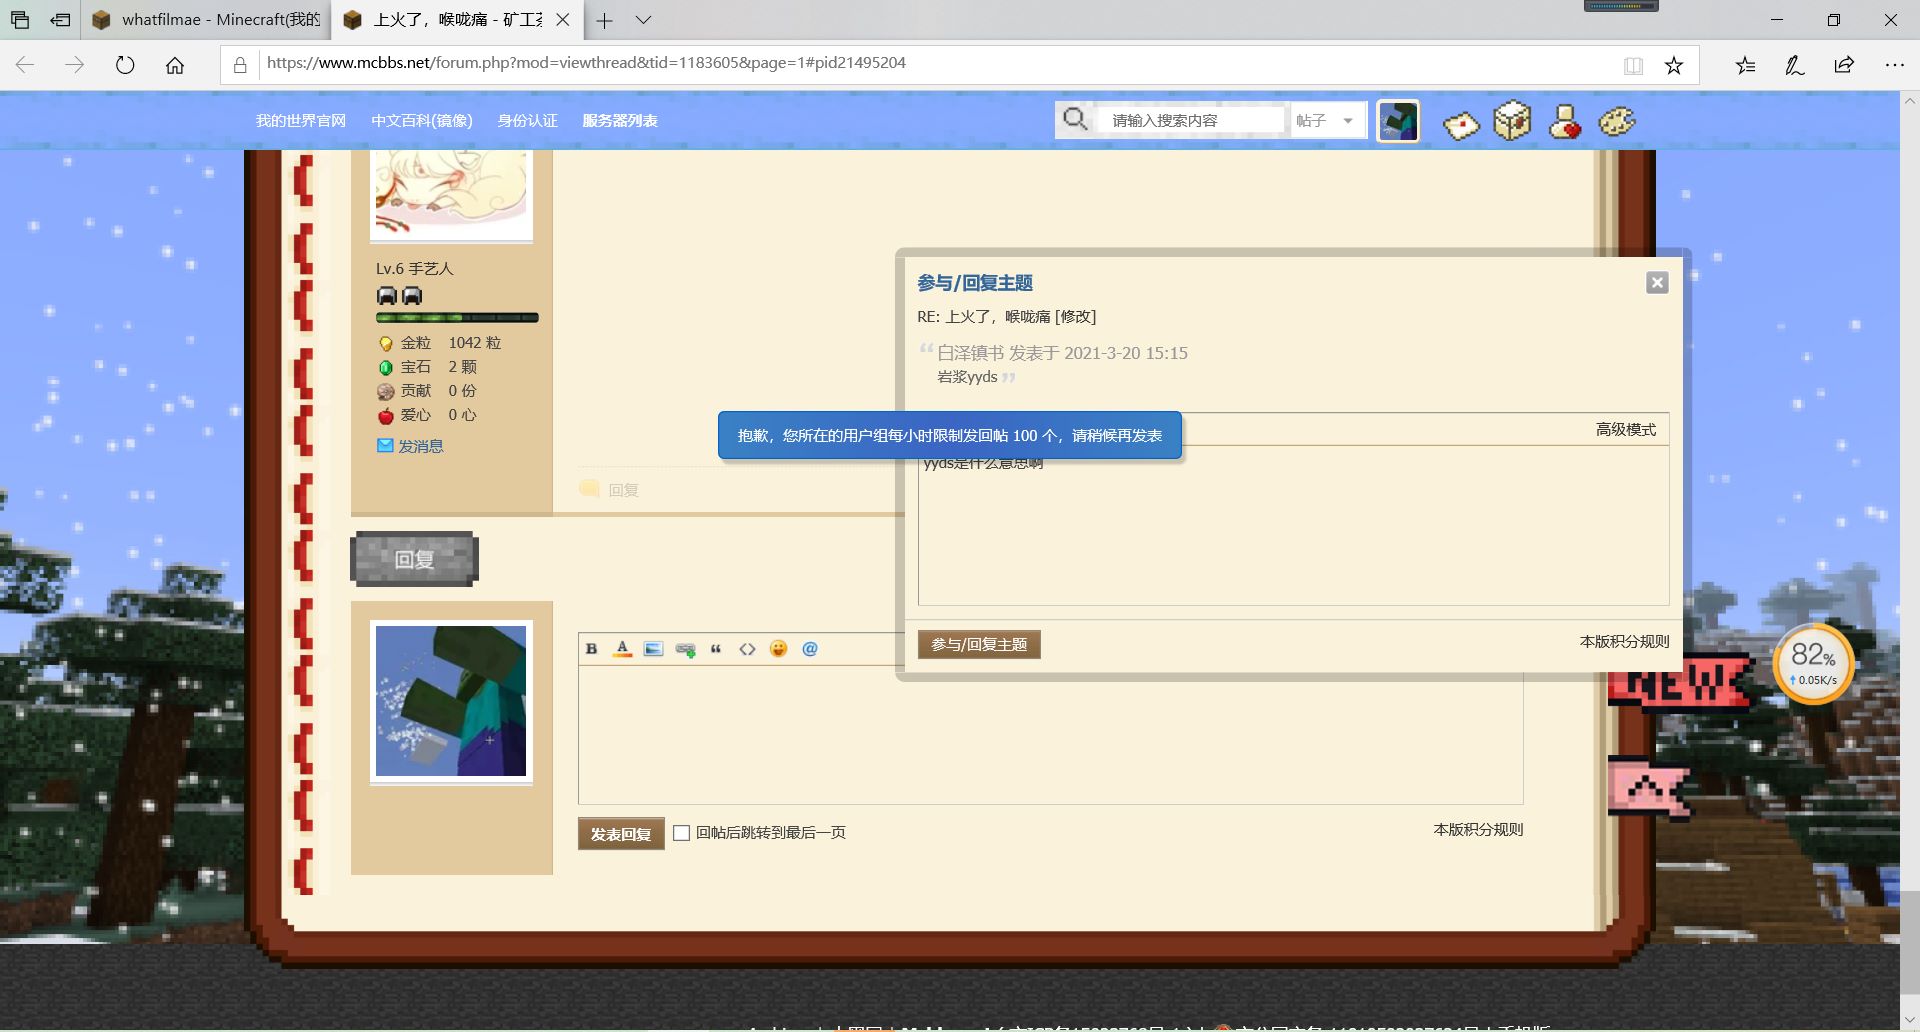 whatfilmae - Minecraft(我的
上火了，喉咙痛 - 矿工茶
https://www.mcbbs.net/forum.php?mod=viewthread&tid=1183605&page=1#pid21495204
我的世界官网 中文百科(镜像) 身份认证 服务器列表
请输入搜索内容 帖子
Lv.6 手艺人
金粒 1042 粒
宝石 2 颗
贡献 0 份
爱心 0 心
发消息
回复
参与/回复主题
RE: 上火了，喉咙痛 [修改]
“白泽镇书 发表于 2021-3-20 15:15
岩浆yyds ”
抱歉，您所在的用户组每小时限制发回帖 100 个，请稍候再发表
高级模式
yyds是什么意思啊
参与/回复主题 本版积分规则
回复
B A “ <> @
NEW
82%
↑ 0.05K/s
发表回复 回帖后跳转到最后一页 本版积分规则